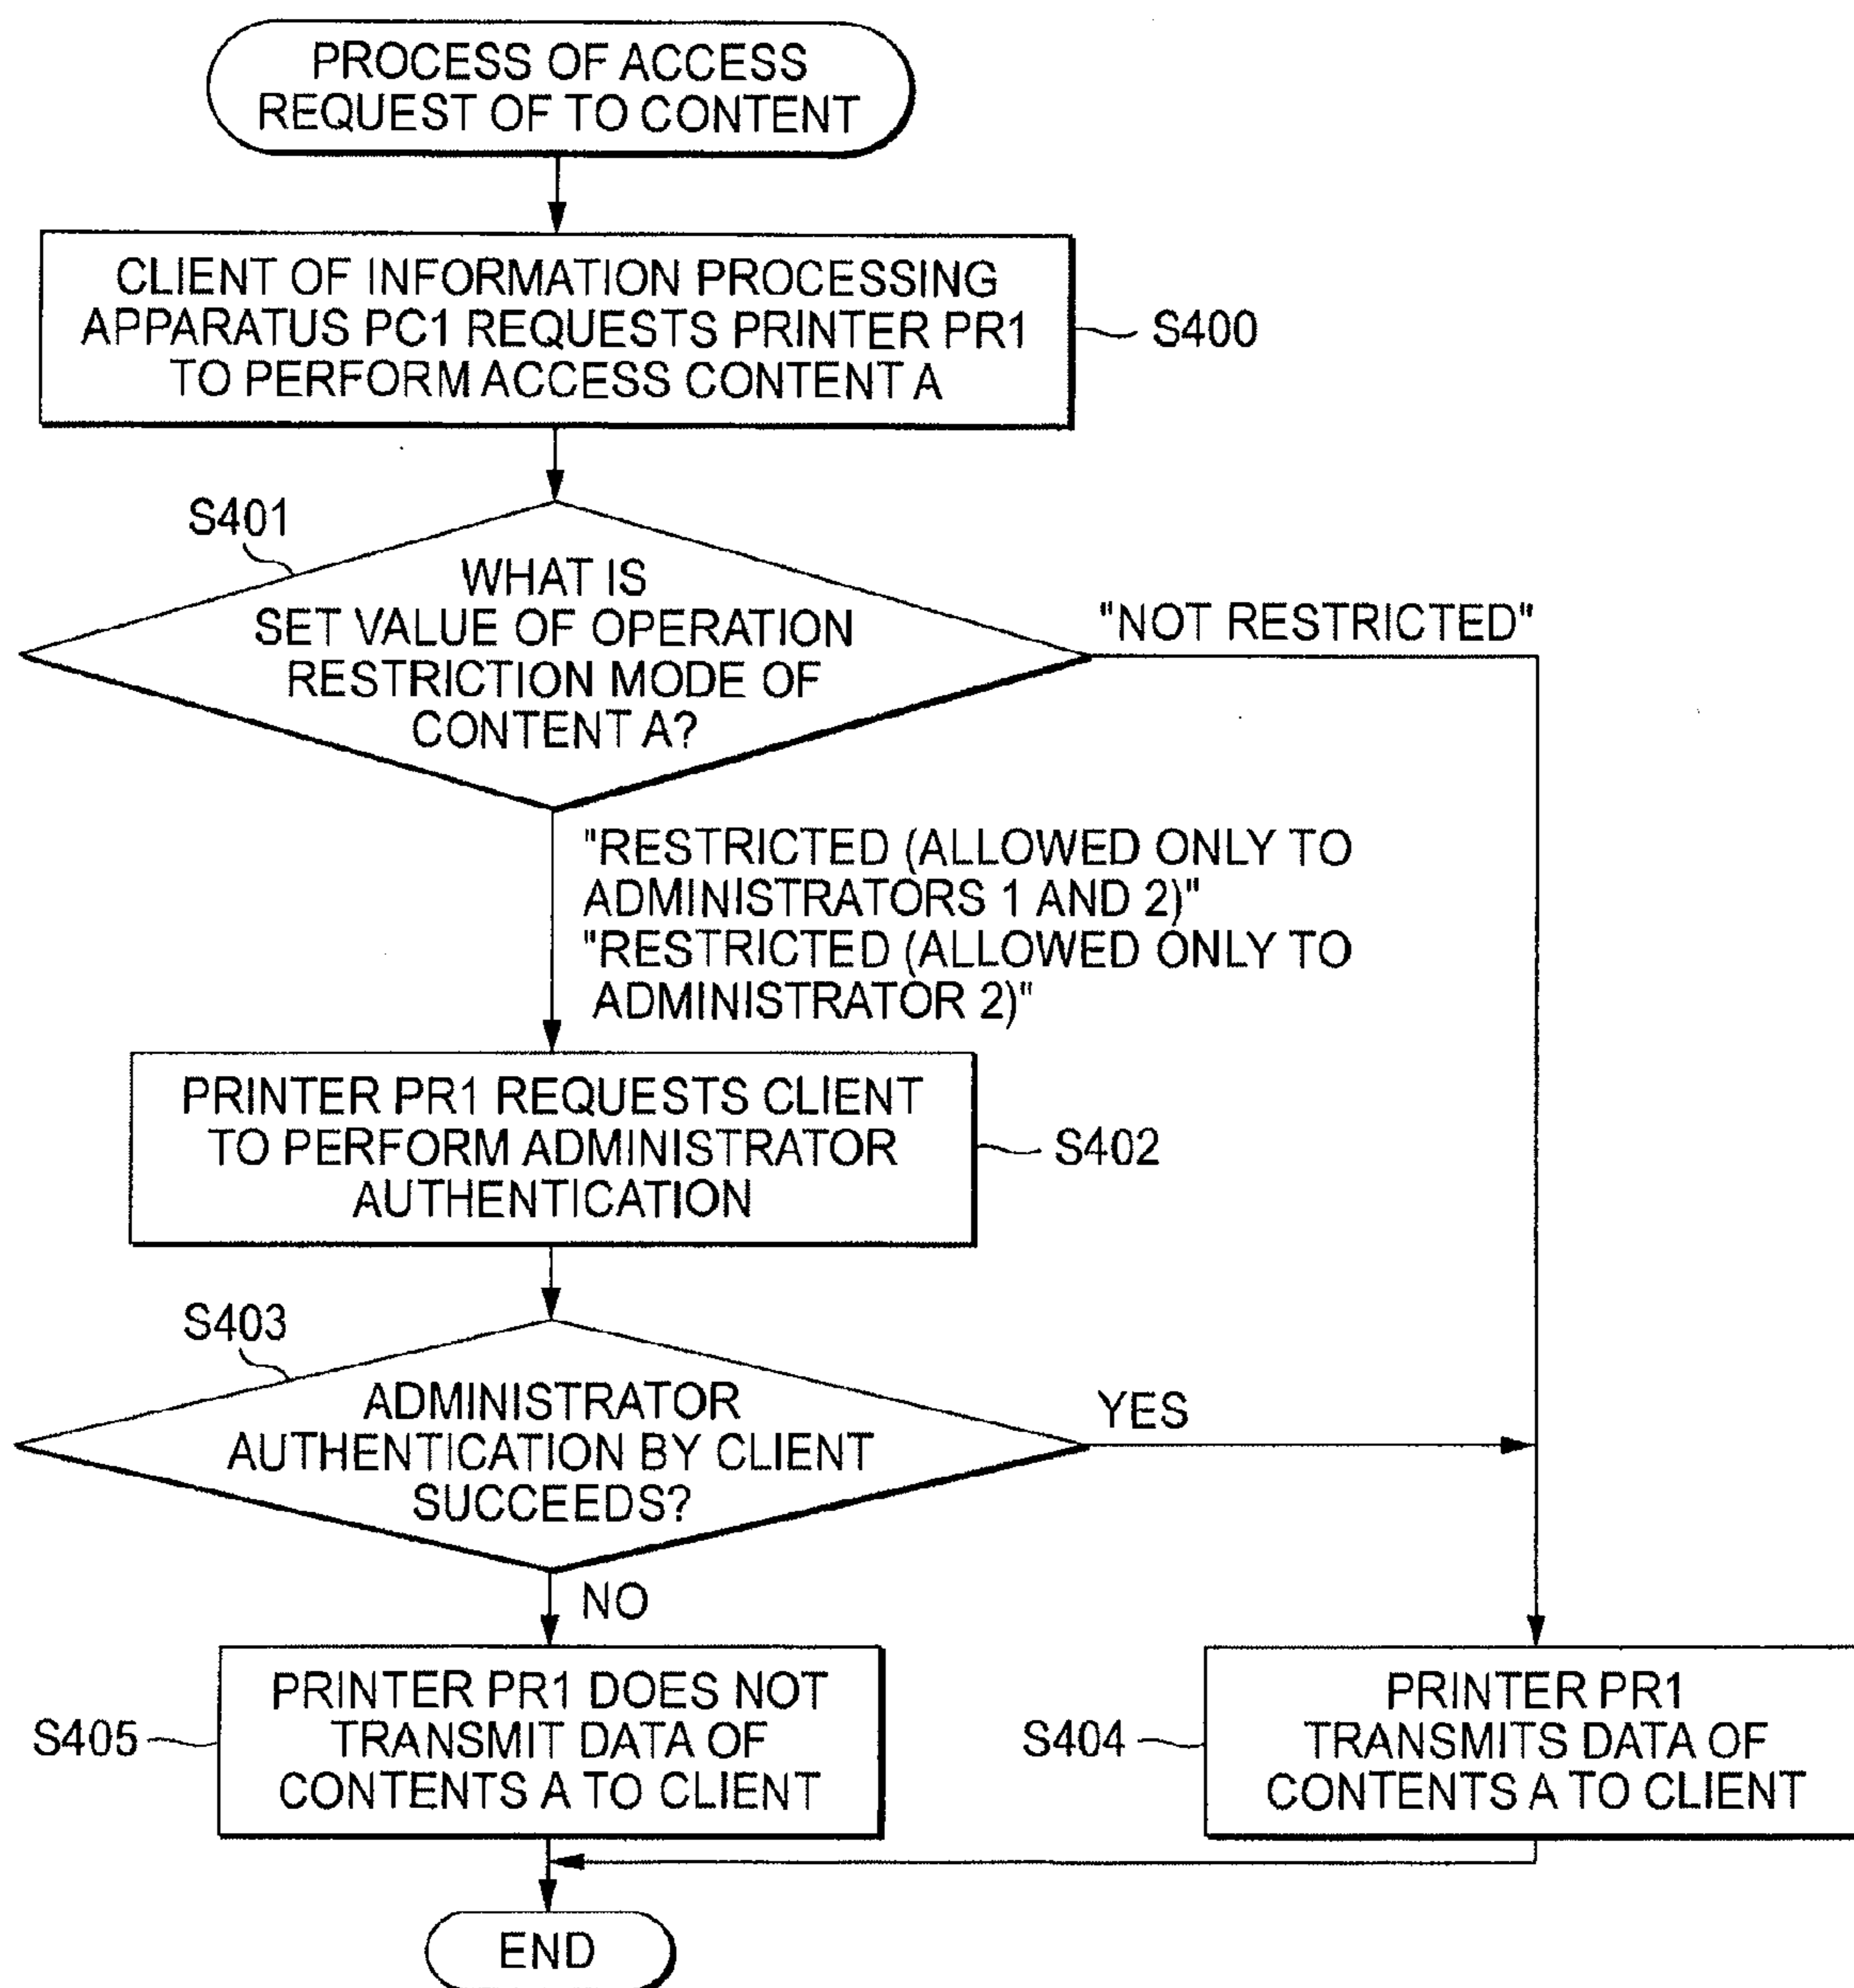 PROCESS OF ACCESS
REQUEST OF TO CONTENT
CLIENT OF INFORMATION PROCESSING
APPARATUS PC1 REQUESTS PRINTER PR1
TO PERFORM ACCESS CONTENT A
S400
S401
WHAT IS
SET VALUE OF OPERATION
RESTRICTION MODE OF
CONTENT A?
"NOT RESTRICTED"
"RESTRICTED (ALLOWED ONLY TO
ADMINISTRATORS 1 AND 2)"
"RESTRICTED (ALLOWED ONLY TO
ADMINISTRATOR 2)"
PRINTER PR1 REQUESTS CLIENT
TO PERFORM ADMINISTRATOR
AUTHENTICATION
S402
S403
ADMINISTRATOR
AUTHENTICATION BY CLIENT
SUCCEEDS?
YES
NO
PRINTER PR1 DOES NOT
TRANSMIT DATA OF
CONTENTS A TO CLIENT
S405
PRINTER PR1
TRANSMITS DATA OF
CONTENTS A TO CLIENT
S404
END